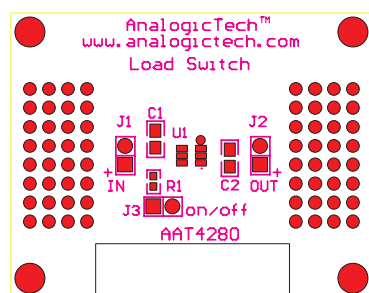 AnalogicTech™
www.analogictech.com
Load Switch
J1 C1 U1 J2
+ IN R1 C2 OUT +
J3 on/off
AAT4280